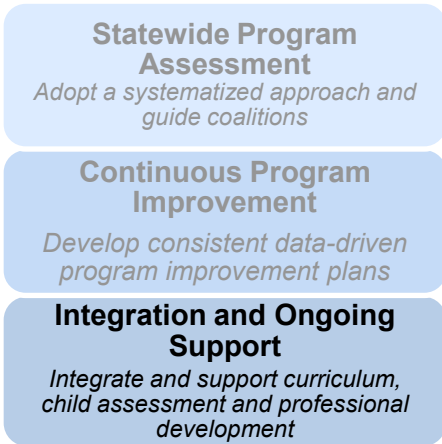 Statewide Program
Assessment
Adopt a systematized approach and
guide coalitions
Continuous Program
Improvement
Develop consistent data-driven
program improvement plans
Integration and Ongoing
Support
Integrate and support curriculum,
child assessment and professional
development